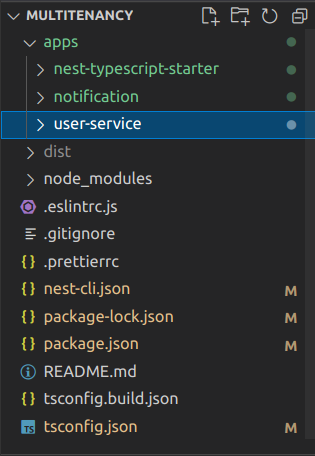 MULTITENANCY
apps
nest-typescript-starter
notification
user-service
dist
node_modules
.eslintrc.js
.gitignore
.prettierrc
{} nest-cli.json M
{} package-lock.json M
{} package.json M
README.md
{} tsconfig.build.json
TS tsconfig.json M